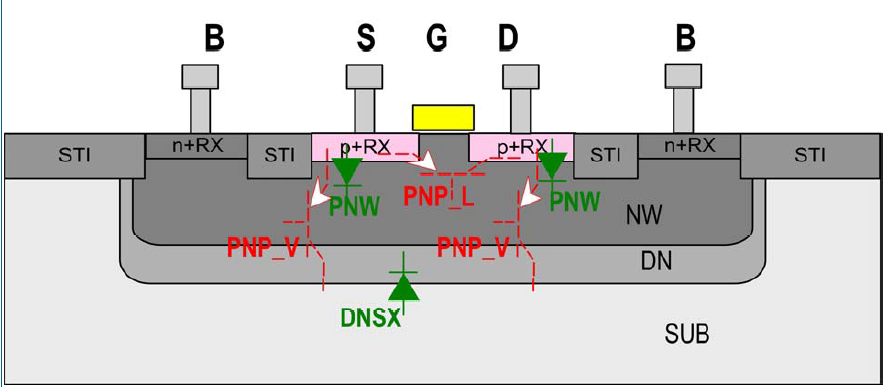 B S G D B
STI n+RX STI p+RX p+RX STI n+RX STI
PNW PNP_L PNW
NW
PNP_V PNP_V
DN
DNSX
SUB